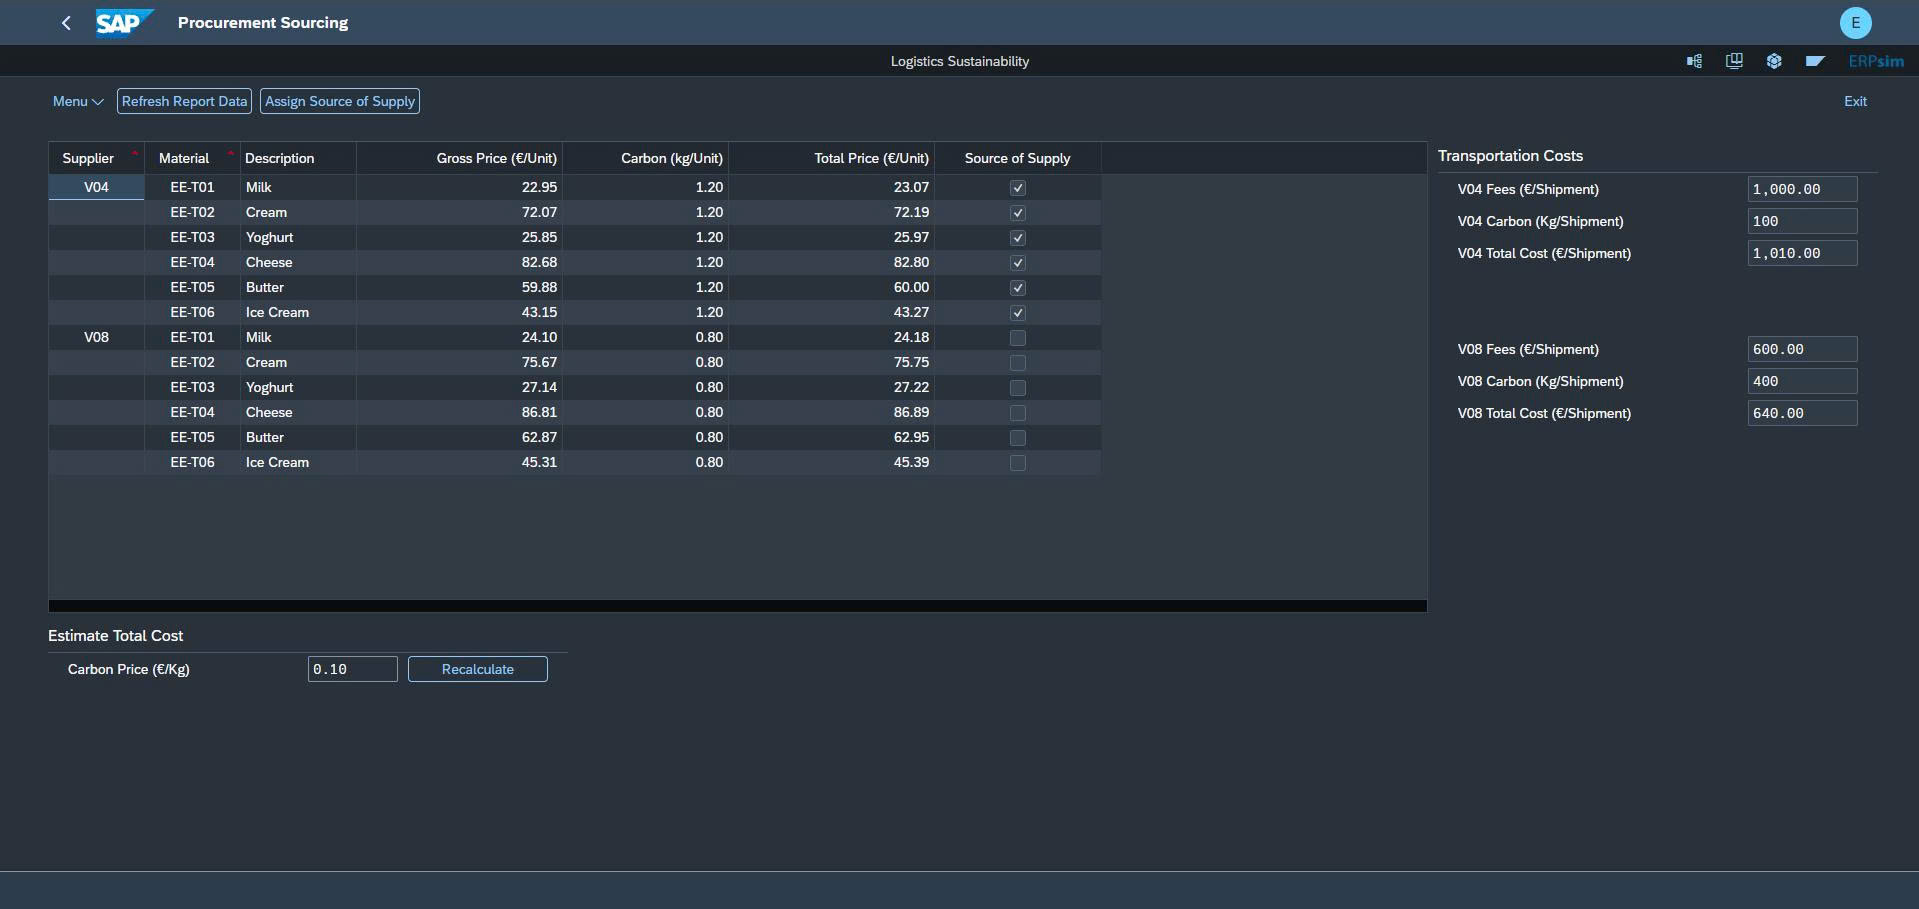 SAP Procurement Sourcing E
Logistics Sustainability ERPsim
Menu Refresh Report Data Assign Source of Supply Exit
Supplier Material Description Gross Price (€/Unit) Carbon (kg/Unit) Total Price (€/Unit) Source of Supply
V04 EE-T01 Milk 22.95 1.20 23.07
EE-T02 Cream 72.07 1.20 72.19
EE-T03 Yoghurt 25.85 1.20 25.97
EE-T04 Cheese 82.68 1.20 82.80
EE-T05 Butter 59.88 1.20 60.00
EE-T06 Ice Cream 43.15 1.20 43.27
V08 EE-T01 Milk 24.10 0.80 24.18
EE-T02 Cream 75.67 0.80 75.75
EE-T03 Yoghurt 27.14 0.80 27.22
EE-T04 Cheese 86.81 0.80 86.89
EE-T05 Butter 62.87 0.80 62.95
EE-T06 Ice Cream 45.31 0.80 45.39
Transportation Costs
V04 Fees (€/Shipment) 1,000.00
V04 Carbon (Kg/Shipment) 100
V04 Total Cost (€/Shipment) 1,010.00
V08 Fees (€/Shipment) 600.00
V08 Carbon (Kg/Shipment) 400
V08 Total Cost (€/Shipment) 640.00
Estimate Total Cost
Carbon Price (€/Kg) 0.10 Recalculate